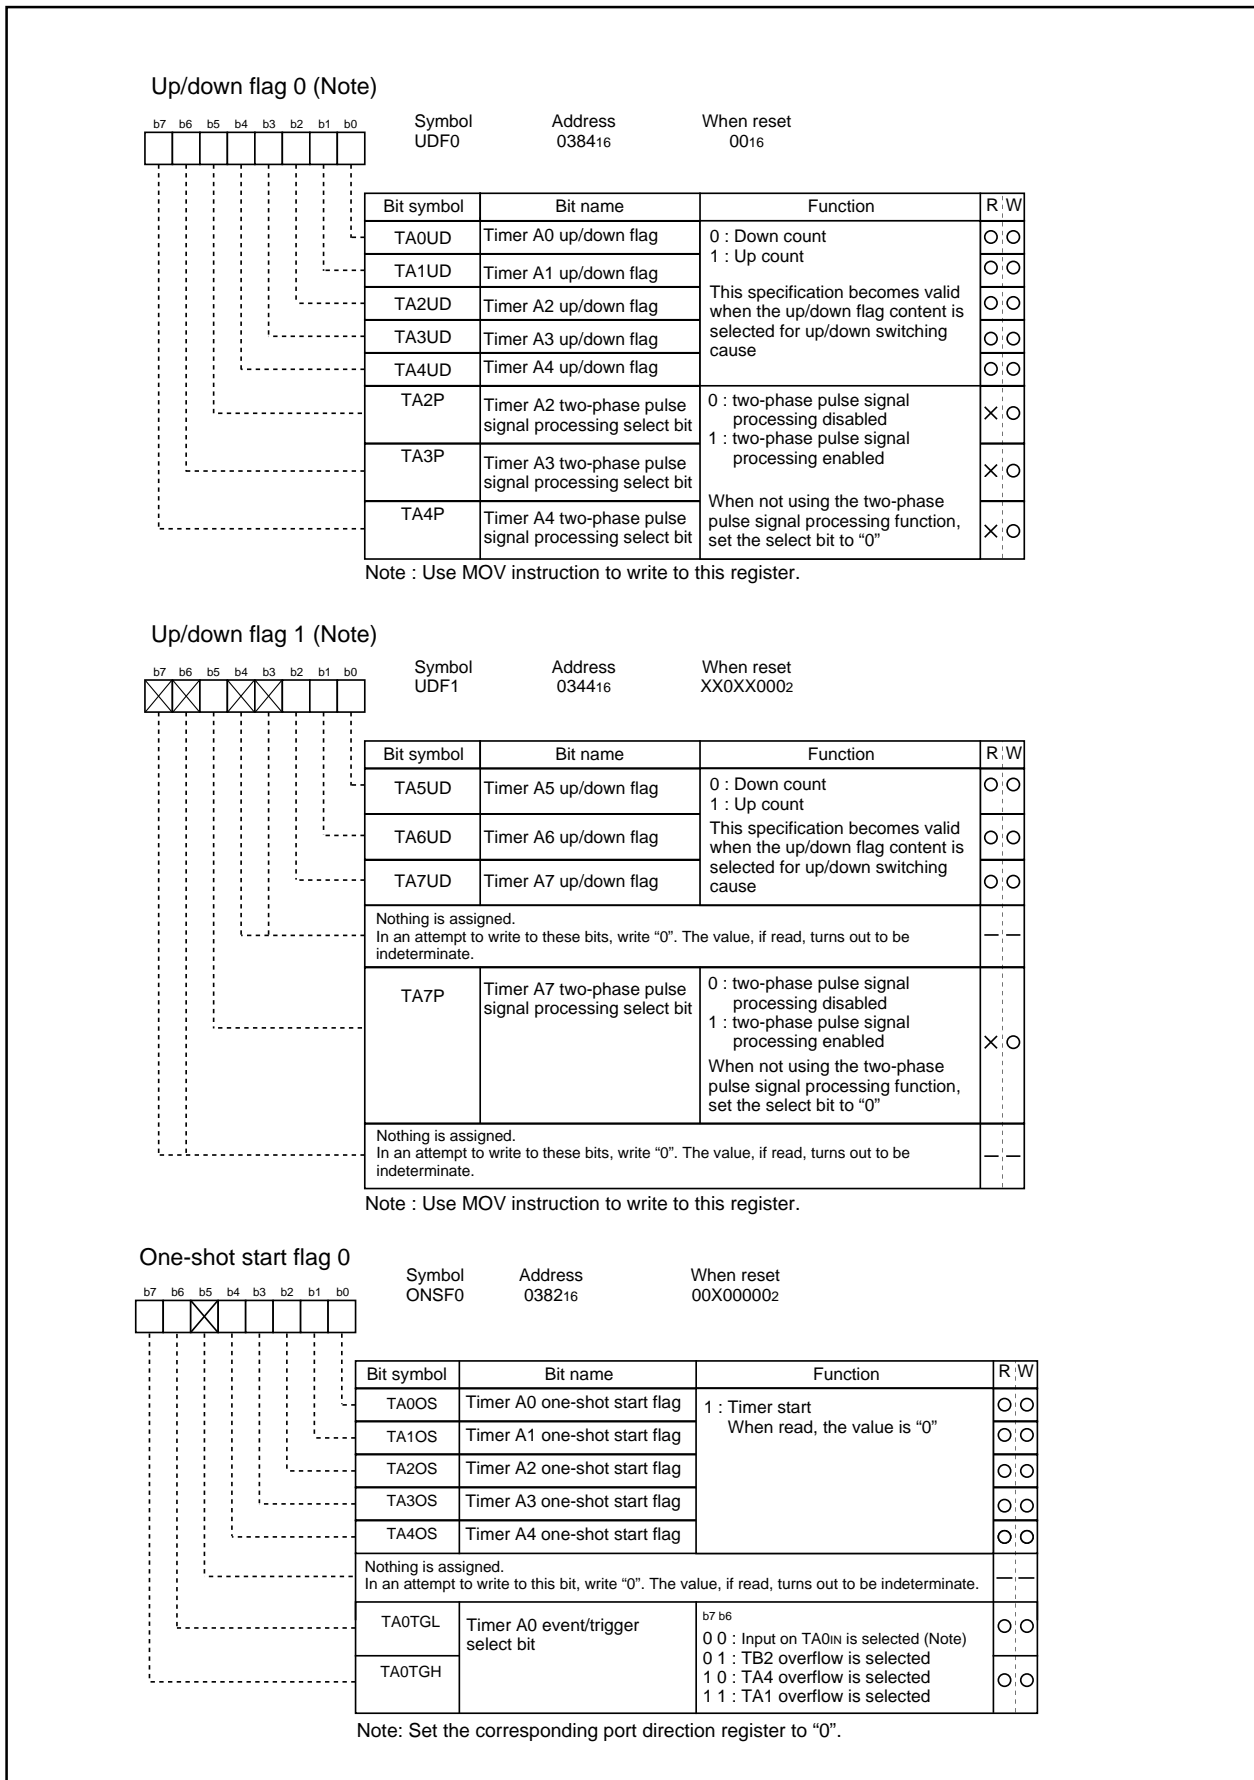 Up/down flag 0 (Note)
b7 b6 b5 b4 b3 b2 b1 b0
Symbol Address When reset
UDF0 038416 0016
Bit symbol Bit name Function R W
TA0UD Timer A0 up/down flag
TA1UD Timer A1 up/down flag
TA2UD Timer A2 up/down flag
TA3UD Timer A3 up/down flag
TA4UD Timer A4 up/down flag
0 : Down count
1 : Up count
This specification becomes valid
when the up/down flag content is
selected for up/down switching
cause
TA2P Timer A2 two-phase pulse
signal processing select bit
TA3P Timer A3 two-phase pulse
signal processing select bit
TA4P Timer A4 two-phase pulse
signal processing select bit
0 : two-phase pulse signal
processing disabled
1 : two-phase pulse signal
processing enabled
When not using the two-phase
pulse signal processing function,
set the select bit to “0”
Note : Use MOV instruction to write to this register.
Up/down flag 1 (Note)
b7 b6 b5 b4 b3 b2 b1 b0
Symbol Address When reset
UDF1 034416 XX0XX0002
Bit symbol Bit name Function R W
TA5UD Timer A5 up/down flag
TA6UD Timer A6 up/down flag
TA7UD Timer A7 up/down flag
0 : Down count
1 : Up count
This specification becomes valid
when the up/down flag content is
selected for up/down switching
cause
Nothing is assigned.
In an attempt to write to these bits, write “0”. The value, if read, turns out to be
indeterminate.
TA7P Timer A7 two-phase pulse
signal processing select bit
0 : two-phase pulse signal
processing disabled
1 : two-phase pulse signal
processing enabled
When not using the two-phase
pulse signal processing function,
set the select bit to “0”
Nothing is assigned.
In an attempt to write to these bits, write “0”. The value, if read, turns out to be
indeterminate.
Note : Use MOV instruction to write to this register.
One-shot start flag 0
b7 b6 b5 b4 b3 b2 b1 b0
Symbol Address When reset
ONSF0 038216 00X000002
Bit symbol Bit name Function R W
TA0OS Timer A0 one-shot start flag
TA1OS Timer A1 one-shot start flag
TA2OS Timer A2 one-shot start flag
TA3OS Timer A3 one-shot start flag
TA4OS Timer A4 one-shot start flag
1 : Timer start
When read, the value is “0”
Nothing is assigned.
In an attempt to write to this bit, write “0”. The value, if read, turns out to be indeterminate.
TA0TGL
TA0TGH
Timer A0 event/trigger
select bit
b7 b6
0 0 : Input on TA0IN is selected (Note)
0 1 : TB2 overflow is selected
1 0 : TA4 overflow is selected
1 1 : TA1 overflow is selected
Note: Set the corresponding port direction register to “0”.